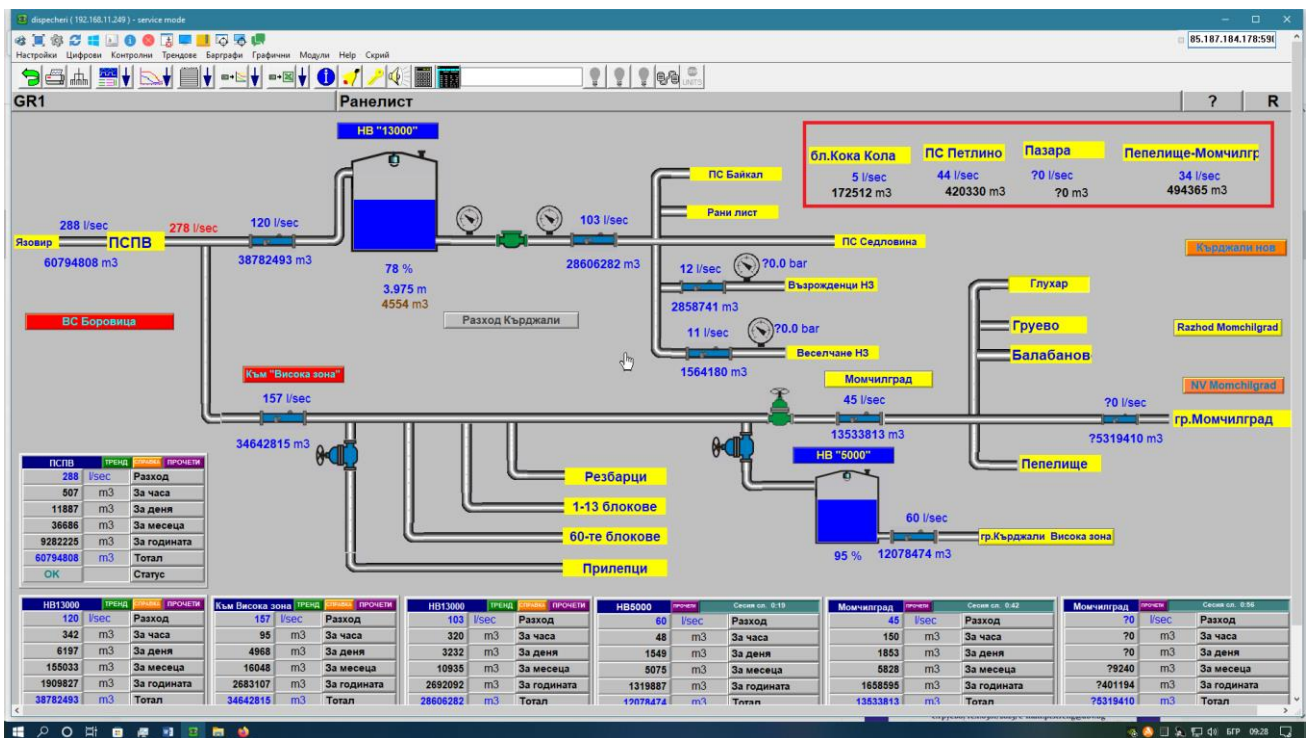 dispecheri ( 192.168.11.249 ) - service mode
85.187.184.178:59
Настройки Цифрови Контролни Трендове Барграфи Графични Модули Help Скрий
UNITS
GR1 Ранелист ? R
НВ "13000"
бл.Кока Кола ПС Петлино Пазара Пепелище-Момчилгр
5 l/sec 44 l/sec ?0 l/sec 34 l/sec
172512 m3 420330 m3 ?0 m3 494365 m3
ПС Байкал
Рани лист
288 l/sec 278 l/sec 120 l/sec 103 l/sec
Язовир ПСПВ ПС Седловина
Кърджали нов
60794808 m3 38782493 m3 28606282 m3
78 %
3.975 m
4554 m3
12 l/sec ?0.0 bar
Възрожденци НЗ
2858741 m3
Глухар
ВС Боровица
Разход Кърджали
11 l/sec ?0.0 bar
Груево
Razhod Momchilgrad
Веселчане НЗ
Балабанов
1564180 m3
Към "Висока зона"
Момчилград
NV Momchilgrad
157 l/sec 45 l/sec ?0 l/sec
гр.Момчилград
34642815 m3 13533813 m3 ?5319410 m3
НВ "5000"
Пепелище
Резбарци
1-13 блокове
60-те блокове
Прилепци
60 l/sec
гр.Кърджали Висока зона
95 % 12078474 m3
ПСПВ ТРЕНД СПРАВКА ПРОЧЕТИ
288 l/sec Разход
507 m3 За часа
11887 m3 За деня
36686 m3 За месеца
9282225 m3 За годината
60794808 m3 Тотал
OK Статус
НВ13000 ТРЕНД СПРАВКА ПРОЧЕТИ
120 l/sec Разход
342 m3 За часа
6197 m3 За деня
155033 m3 За месеца
1909827 m3 За годината
38782493 m3 Тотал
Към Висока зона ТРЕНД СПРАВКА ПРОЧЕТИ
157 l/sec Разход
95 m3 За часа
4968 m3 За деня
16048 m3 За месеца
2683107 m3 За годината
34642815 m3 Тотал
НВ13000 ТРЕНД СПРАВКА ПРОЧЕТИ
103 l/sec Разход
320 m3 За часа
3232 m3 За деня
10935 m3 За месеца
2692092 m3 За годината
28606282 m3 Тотал
НВ5000 ПРОЧЕТИ Сесия сл. 0:19
60 l/sec Разход
48 m3 За часа
1549 m3 За деня
5075 m3 За месеца
1319887 m3 За годината
12078474 m3 Тотал
Момчилград ПРОЧЕТИ Сесия сл. 0:42
45 l/sec Разход
150 m3 За часа
1853 m3 За деня
5828 m3 За месеца
1658595 m3 За годината
13533813 m3 Тотал
Момчилград ПРОЧЕТИ Сесия сл. 0:56
?0 l/sec Разход
?0 m3 За часа
?0 m3 За деня
?9240 m3 За месеца
?401194 m3 За годината
?5319410 m3 Тотал
БГР 09:28